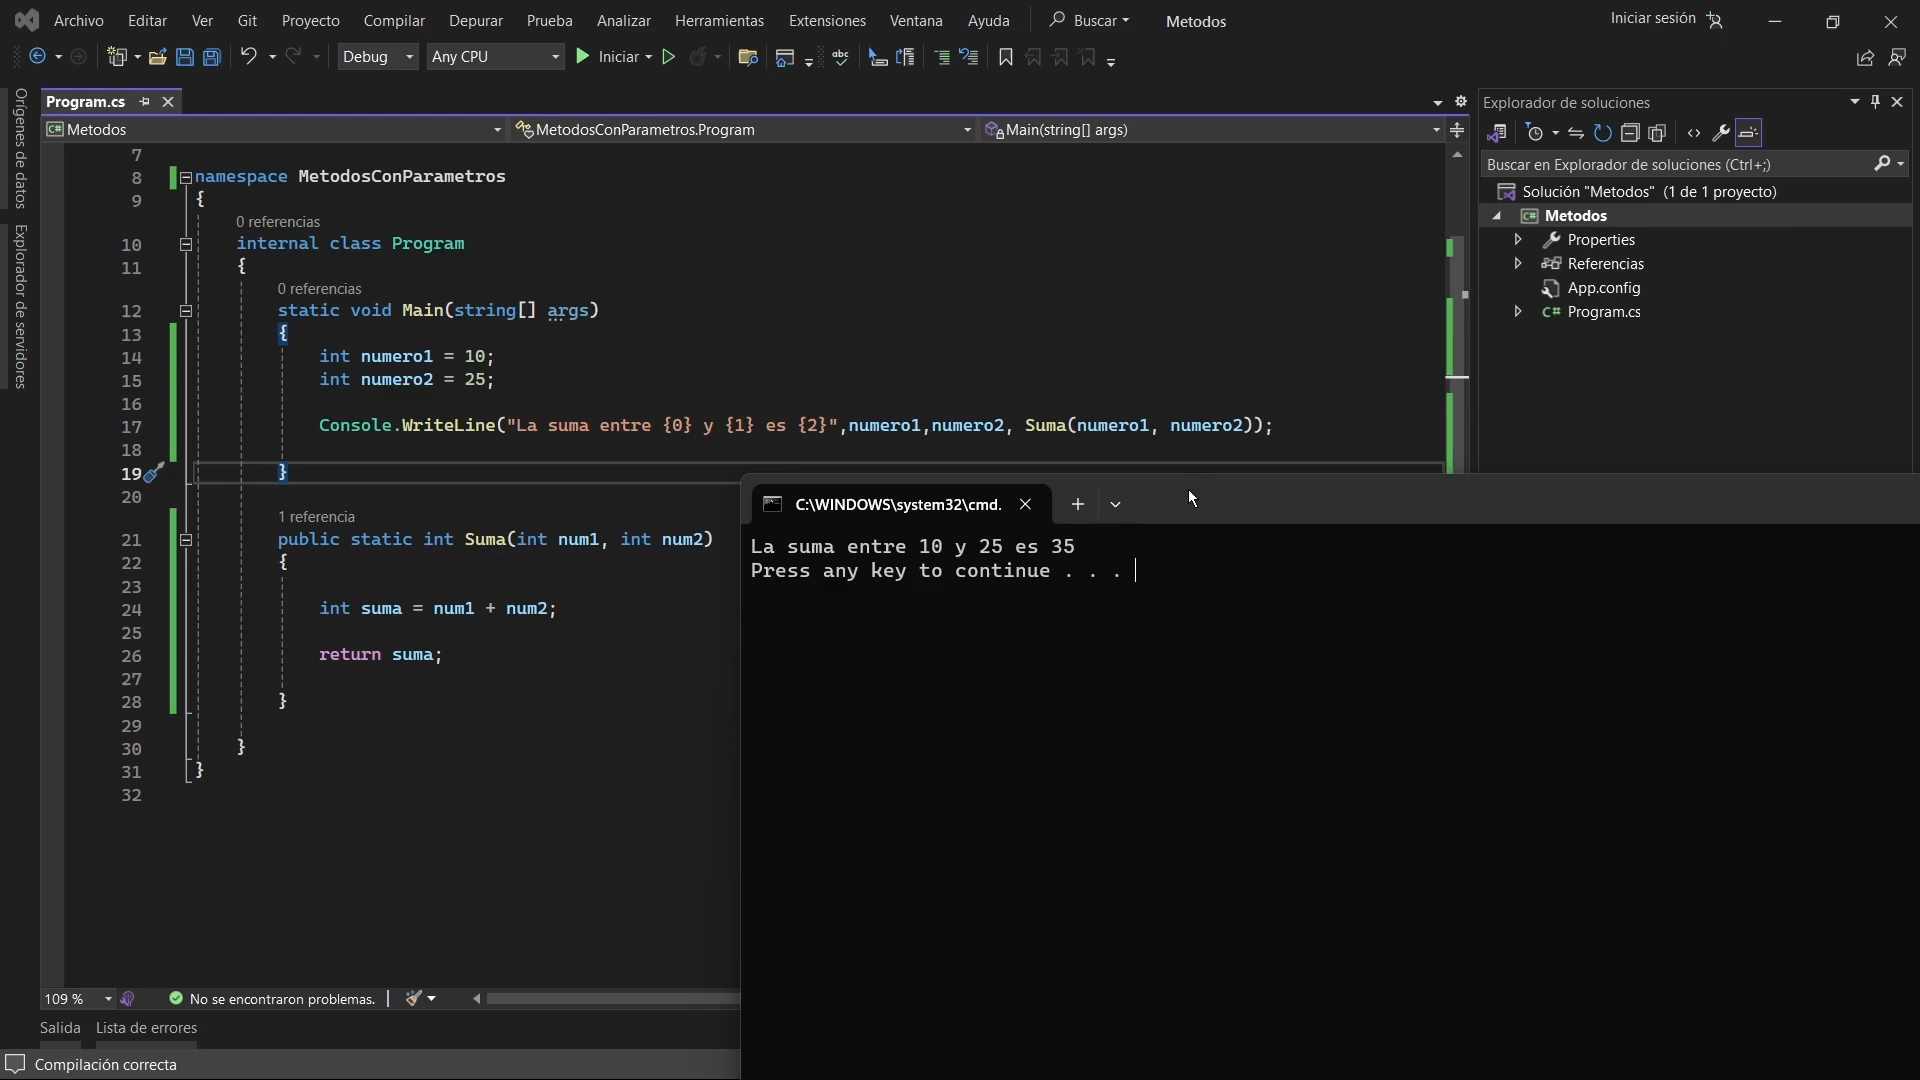 Archivo Editar Ver Git Proyecto Compilar Depurar Prueba Analizar Herramientas Extensiones Ventana Ayuda Buscar Metodos Iniciar sesión
Debug Any CPU Iniciar
abc
Orígenes de datos
Explorador de servidores
Program.cs
C# Metodos MetodosConParametros.Program Main(string[] args)
7
8 namespace MetodosConParametros
9 {
0 referencias
10 internal class Program
11 {
0 referencias
12 static void Main(string[] args)
13 {
14 int numero1 = 10;
15 int numero2 = 25;
16
17 Console.WriteLine("La suma entre {0} y {1} es {2}",numero1,numero2, Suma(numero1, numero2));
18
19 }
20
1 referencia
21 public static int Suma(int num1, int num2)
22 {
23
24 int suma = num1 + num2;
25
26 return suma;
27
28 }
29
30 }
31 }
32
109 % No se encontraron problemas.
Salida Lista de errores
Compilación correcta
Explorador de soluciones
Buscar en Explorador de soluciones (Ctrl+;)
Solución "Metodos" (1 de 1 proyecto)
C# Metodos
Properties
Referencias
App.config
C# Program.cs
C:\WINDOWS\system32\cmd.
La suma entre 10 y 25 es 35
Press any key to continue . . .